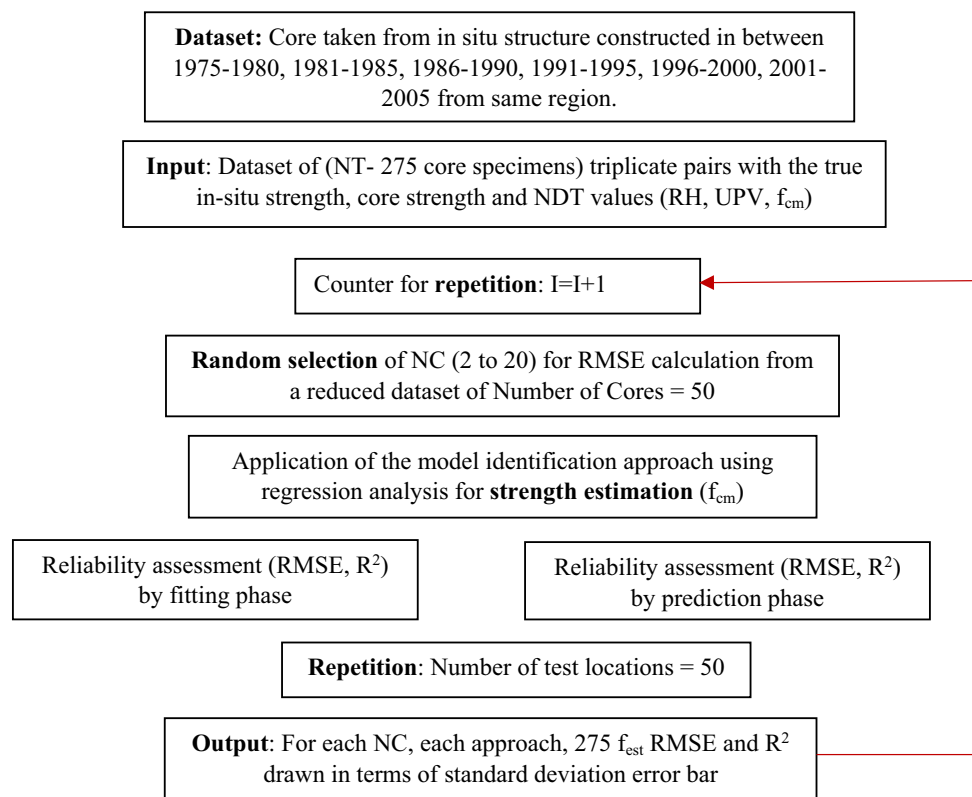 Dataset: Core taken from in situ structure constructed in between
1975-1980, 1981-1985, 1986-1990, 1991-1995, 1996-2000, 2001-
2005 from same region.
Input: Dataset of (NT- 275 core specimens) triplicate pairs with the true
in-situ strength, core strength and NDT values (RH, UPV, fcm)
Counter for repetition: I=I+1
Random selection of NC (2 to 20) for RMSE calculation from
a reduced dataset of Number of Cores = 50
Application of the model identification approach using
regression analysis for strength estimation (fcm)
Reliability assessment (RMSE, R²)
by fitting phase
Reliability assessment (RMSE, R²)
by prediction phase
Repetition: Number of test locations = 50
Output: For each NC, each approach, 275 fest RMSE and R²
drawn in terms of standard deviation error bar